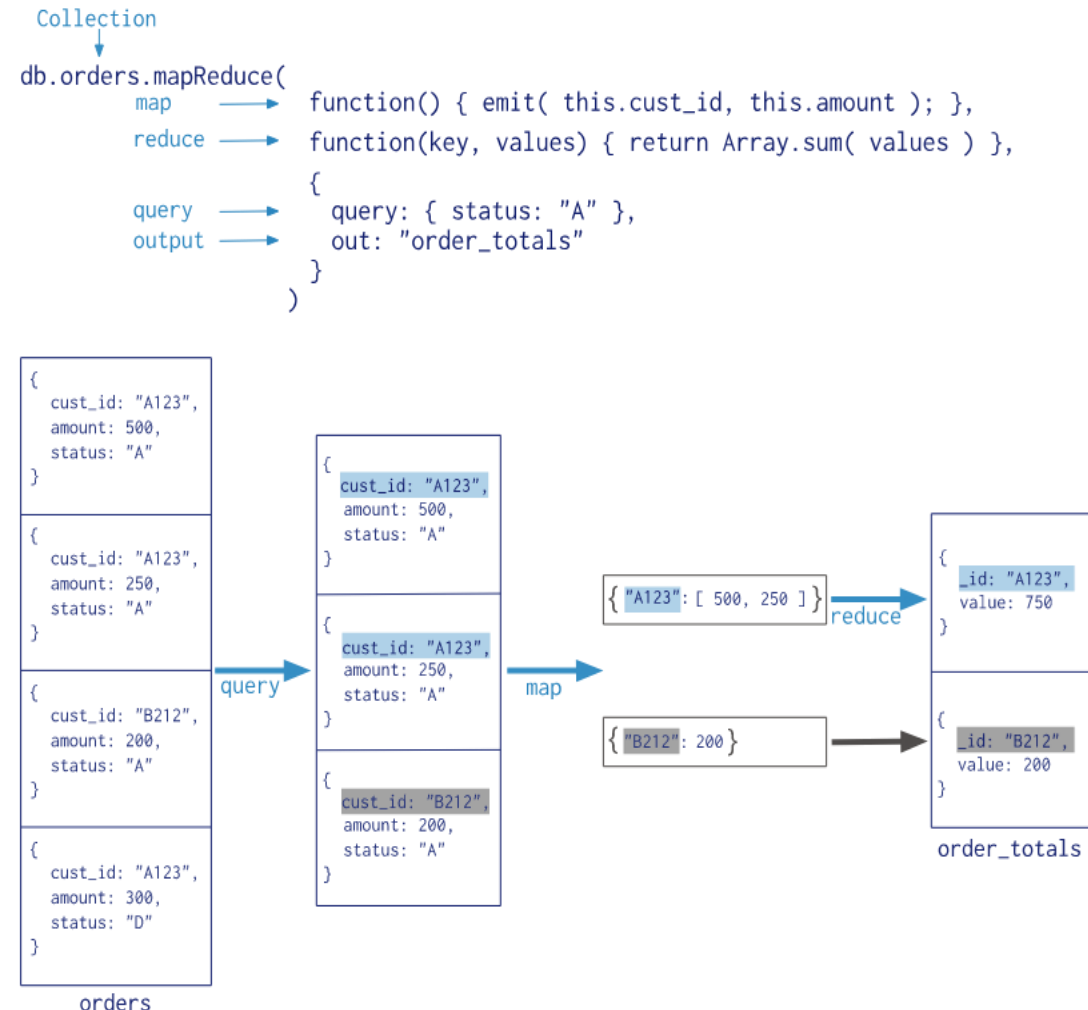 Collection
db.orders.mapReduce(
map function() { emit( this.cust_id, this.amount ); },
reduce function(key, values) { return Array.sum( values ) },
{
query query: { status: "A" },
output out: "order_totals"
}
)
{
cust_id: "A123",
amount: 500,
status: "A"
}
{
cust_id: "A123",
amount: 250,
status: "A"
}
{
cust_id: "B212",
amount: 200,
status: "A"
}
{
cust_id: "A123",
amount: 300,
status: "D"
}
orders
query
{
cust_id: "A123",
amount: 500,
status: "A"
}
{
cust_id: "A123",
amount: 250,
status: "A"
}
{
cust_id: "B212",
amount: 200,
status: "A"
}
map
{ "A123": [ 500, 250 ] }
reduce
{ "B212": 200 }
{
_id: "A123",
value: 750
}
{
_id: "B212",
value: 200
}
order_totals